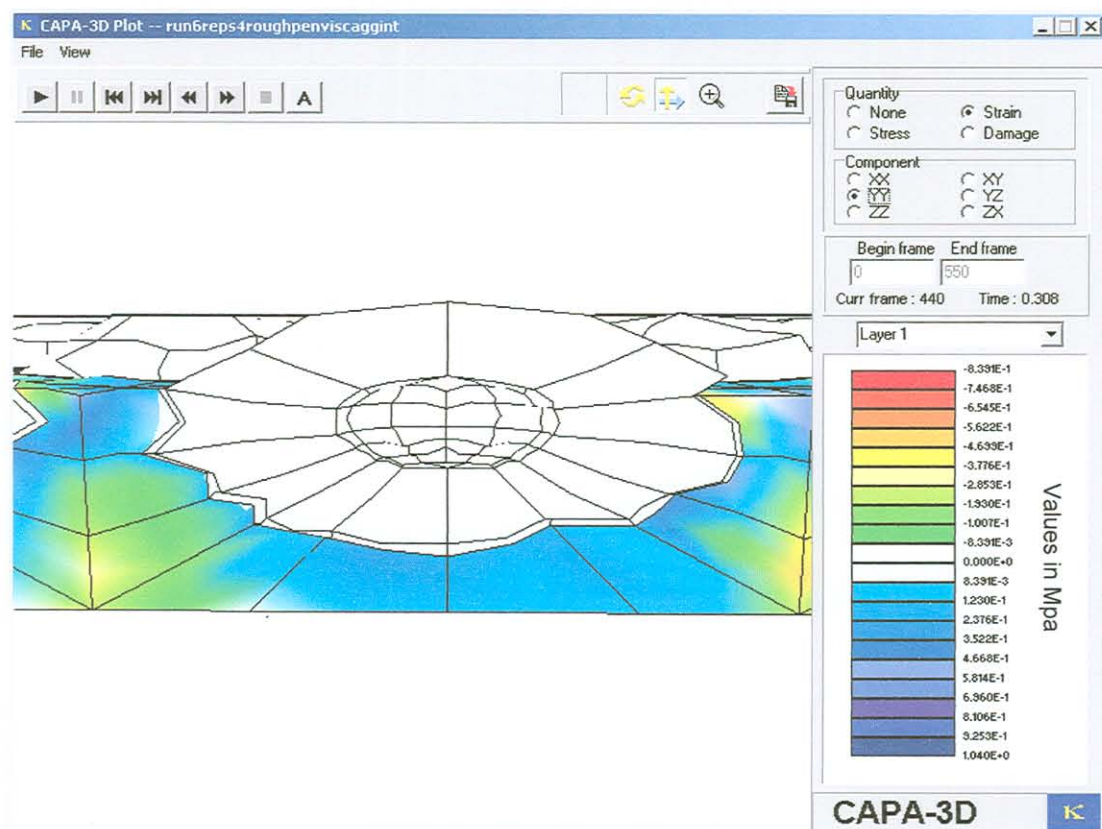 K CAPA-3D Plot -- run6reps4roughpenviscaggint
File View
A
Quantity
None Strain
Stress Damage
Component
XX XY
YY YZ
ZZ ZX
Begin frame End frame
0 550
Curr frame : 440 Time : 0.308
Layer 1
-8.391E-1
-7.468E-1
-6.545E-1
-5.622E-1
-4.699E-1
-3.776E-1
-2.853E-1
-1.930E-1
-1.007E-1
-8.391E-3
0.000E+0
8.391E-3
1.230E-1
2.376E-1
3.522E-1
4.668E-1
5.814E-1
6.960E-1
8.106E-1
9.253E-1
1.040E+0
Values in Mpa
CAPA-3D K